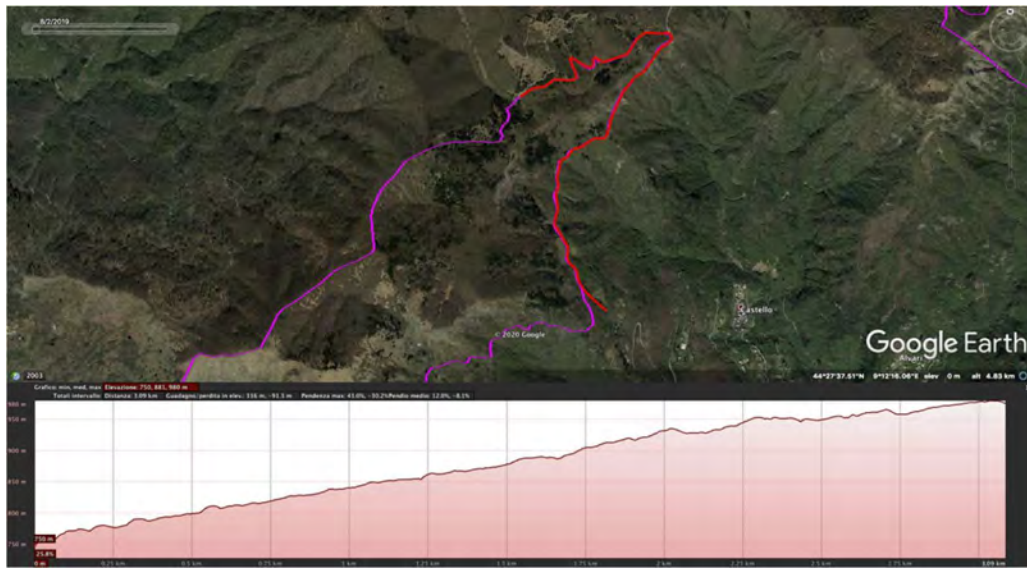 8/2/2019
Castello
© 2020 Google
Google Earth
2003
44°27'37.51"N 9°12'16.06"E elev 0 m alt 4.85 km
Grafico: min, med, max Elevazione: 750, 881, 980 m
Totali intervallo: Distanza: 3.09 km Guadagno/perdita in elev.: 336 m, -91.5 m Pendenza max: 43.0%, -30.2% Pendio medio: 12.8%, -8.1%
950 m
900 m
850 m
800 m
750 m
750 m
-25.8%
0 m 0.25 km 0.5 km 0.75 km 1 km 1.25 km 1.5 km 1.75 km 2 km 2.25 km 2.5 km 2.75 km 3.09 km